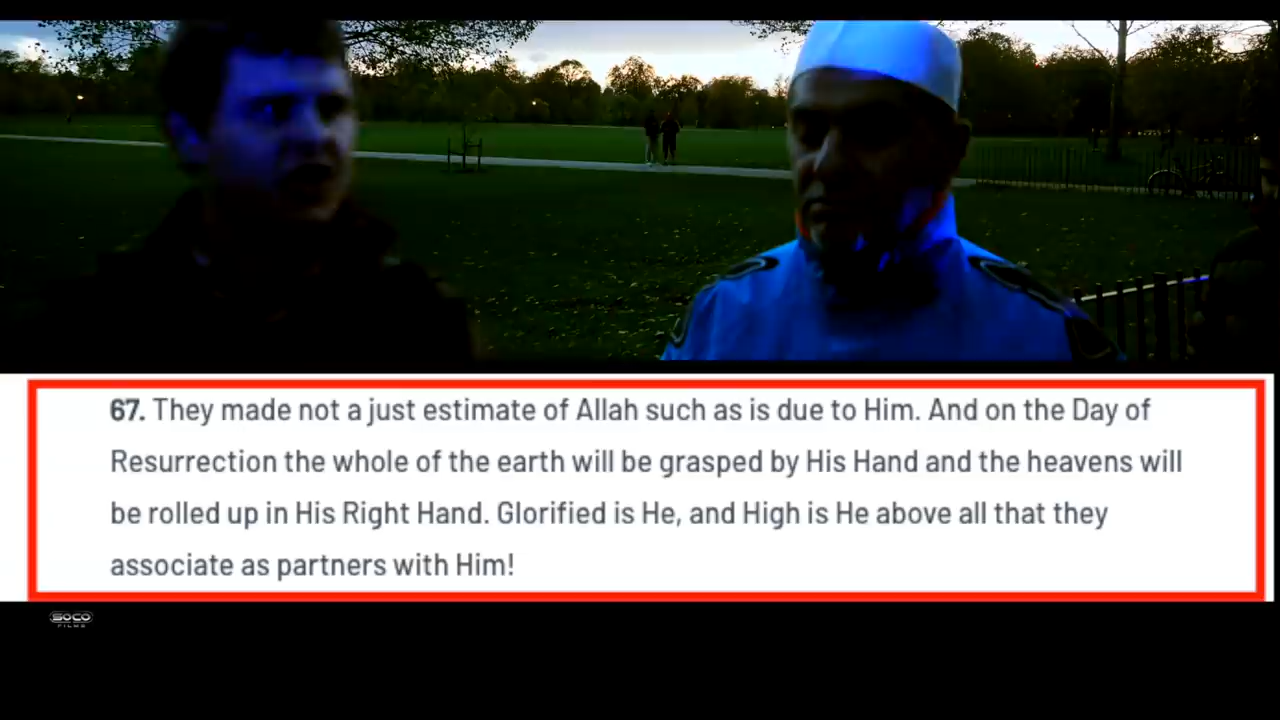 67. They made not a just estimate of Allah such as is due to Him. And on the Day of
Resurrection the whole of the earth will be grasped by His Hand and the heavens will
be rolled up in His Right Hand. Glorified is He, and High is He above all that they
associate as partners with Him!
SOCO
FILMS